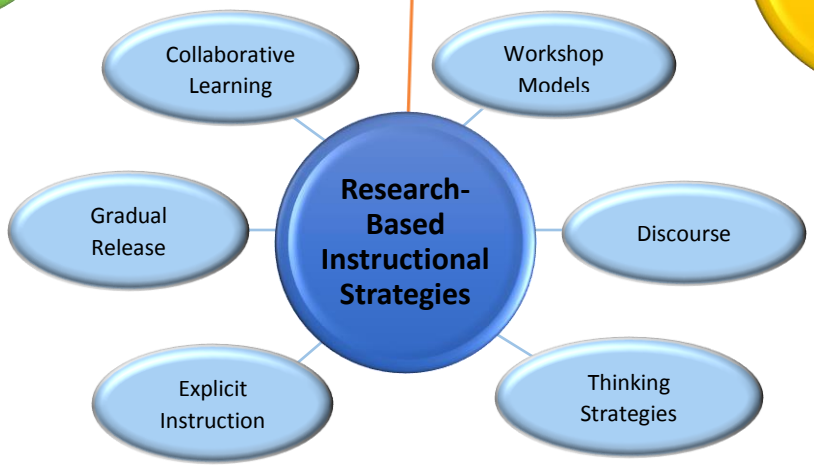 Collaborative
Learning
Workshop
Models
Research-
Based
Instructional
Strategies
Gradual
Release
Discourse
Explicit
Instruction
Thinking
Strategies